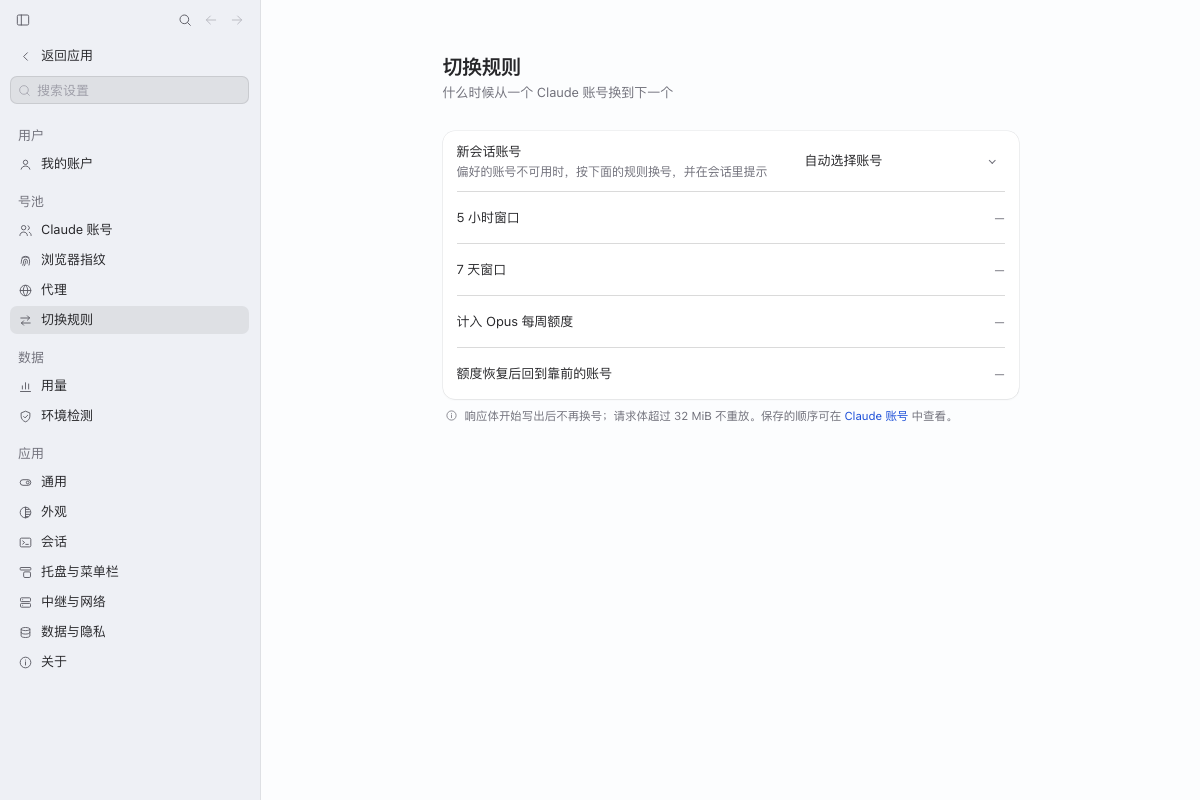 返回应用
搜索设置
用户
我的账户
号池
Claude 账号
浏览器指纹
代理
切换规则
数据
用量
环境检测
应用
通用
外观
会话
托盘与菜单栏
中继与网络
数据与隐私
关于
切换规则
什么时候从一个 Claude 账号换到下一个
新会话账号
偏好的账号不可用时，按下面的规则换号，并在会话里提示
自动选择账号
5 小时窗口
—
7 天窗口
—
计入 Opus 每周额度
—
额度恢复后回到靠前的账号
—
响应体开始写出后不再换号；请求体超过 32 MiB 不重放。保存的顺序可在 Claude 账号 中查看。